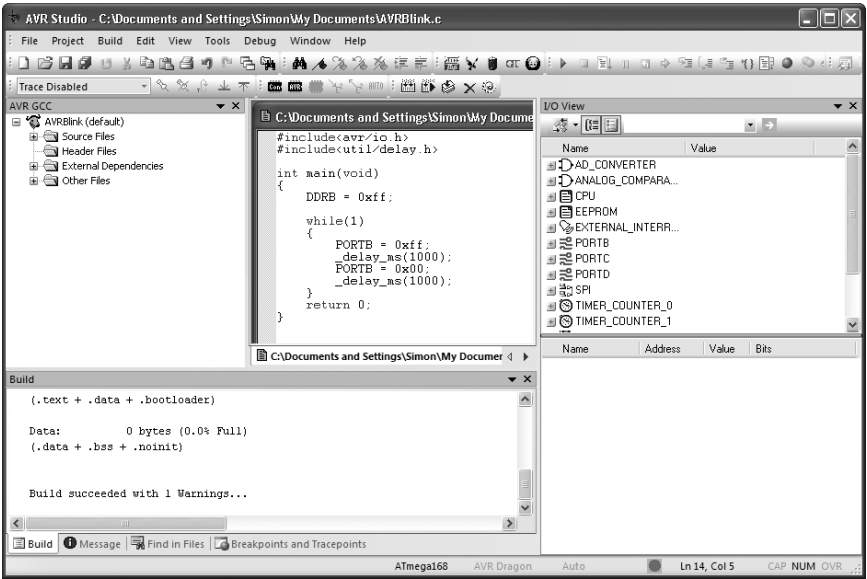 AVR Studio - C:\Documents and Settings\Simon\My Documents\AVRBlink.c
File Project Build Edit View Tools Debug Window Help
Trace Disabled
Con AVR AUTO
AVR GCC
AVRBlink (default)
Source Files
Header Files
External Dependencies
Other Files
C:\Documents and Settings\Simon\My Docume
#include<avr/io.h>
#include<util/delay.h>
int main(void)
{
DDRB = 0xff;
while(1)
{
PORTB = 0xff;
_delay_ms(1000);
PORTB = 0x00;
_delay_ms(1000);
}
return 0;
}
C:\Documents and Settings\Simon\My Documer
I/O View
Name Value
AD_CONVERTER
ANALOG_COMPARA...
CPU
EEPROM
EXTERNAL_INTERR...
PORTB
PORTC
PORTD
SPI
TIMER_COUNTER_0
TIMER_COUNTER_1
Name Address Value Bits
Build
(.text + .data + .bootloader)
Data: 0 bytes (0.0% Full)
(.data + .bss + .noinit)
Build succeeded with 1 Warnings...
Build Message Find in Files Breakpoints and Tracepoints
ATmega168 AVR Dragon Auto Ln 14, Col 5 CAP NUM OVR